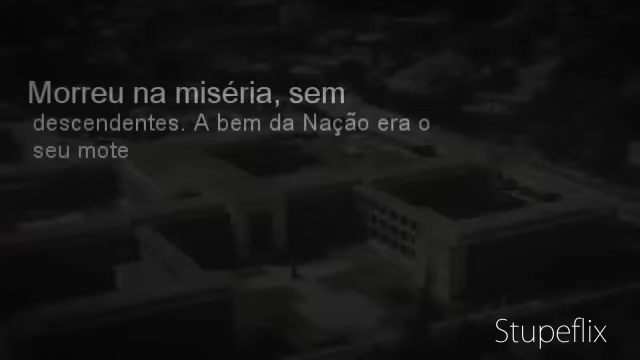 Morreu na miséria, sem
descendentes. A bem da Nação era o
seu mote
Stupeflix